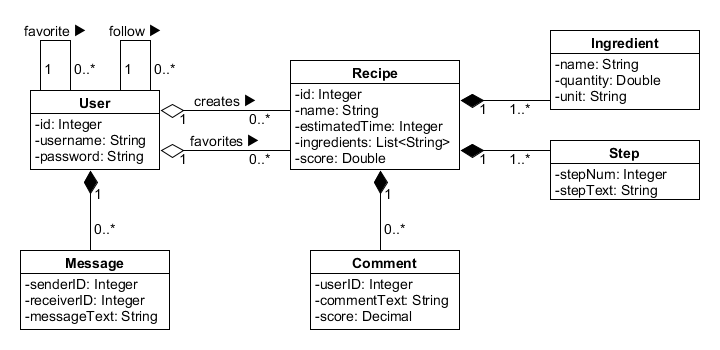 favorite ▶
follow ▶
1
0..*
1
0..*
User
-id: Integer
-username: String
-password: String
creates ▶
1
0..*
favorites ▶
1
0..*
Recipe
-id: Integer
-name: String
-estimatedTime: Integer
-ingredients: List<String>
-score: Double
1
1..*
Ingredient
-name: String
-quantity: Double
-unit: String
1
1..*
Step
-stepNum: Integer
-stepText: String
1
0..*
Message
-senderID: Integer
-receiverID: Integer
-messageText: String
1
0..*
Comment
-userID: Integer
-commentText: String
-score: Decimal